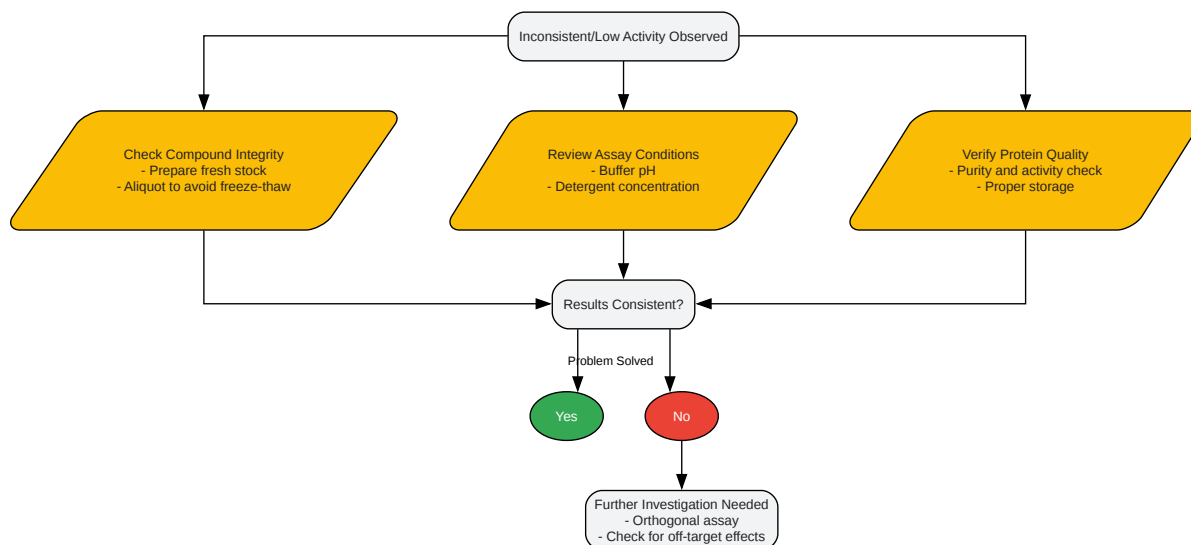 Inconsistent/Low Activity Observed
Check Compound Integrity
- Prepare fresh stock
- Aliquot to avoid freeze-thaw
Review Assay Conditions
- Buffer pH
- Detergent concentration
Verify Protein Quality
- Purity and activity check
- Proper storage
Results Consistent?
Problem Solved
Yes
No
Further Investigation Needed
- Orthogonal assay
- Check for off-target effects